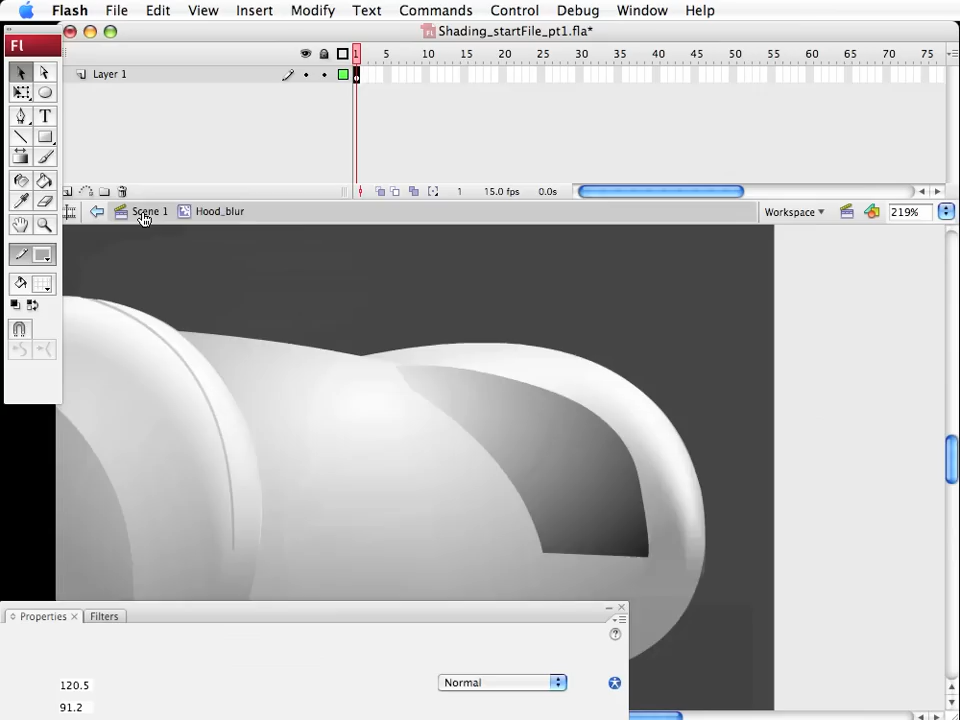 Flash File Edit View Insert Modify Text Commands Control Debug Window Help
Shading_startFile_pt1.fla*
Fl
1 5 10 15 20 25 30 35 40 45 50 55 60 65 70 75
Layer 1
T
1 15.0 fps 0.0s
Scene 1 Hood_blur Workspace 219%
Properties Filters
?
120.5 Normal
91.2